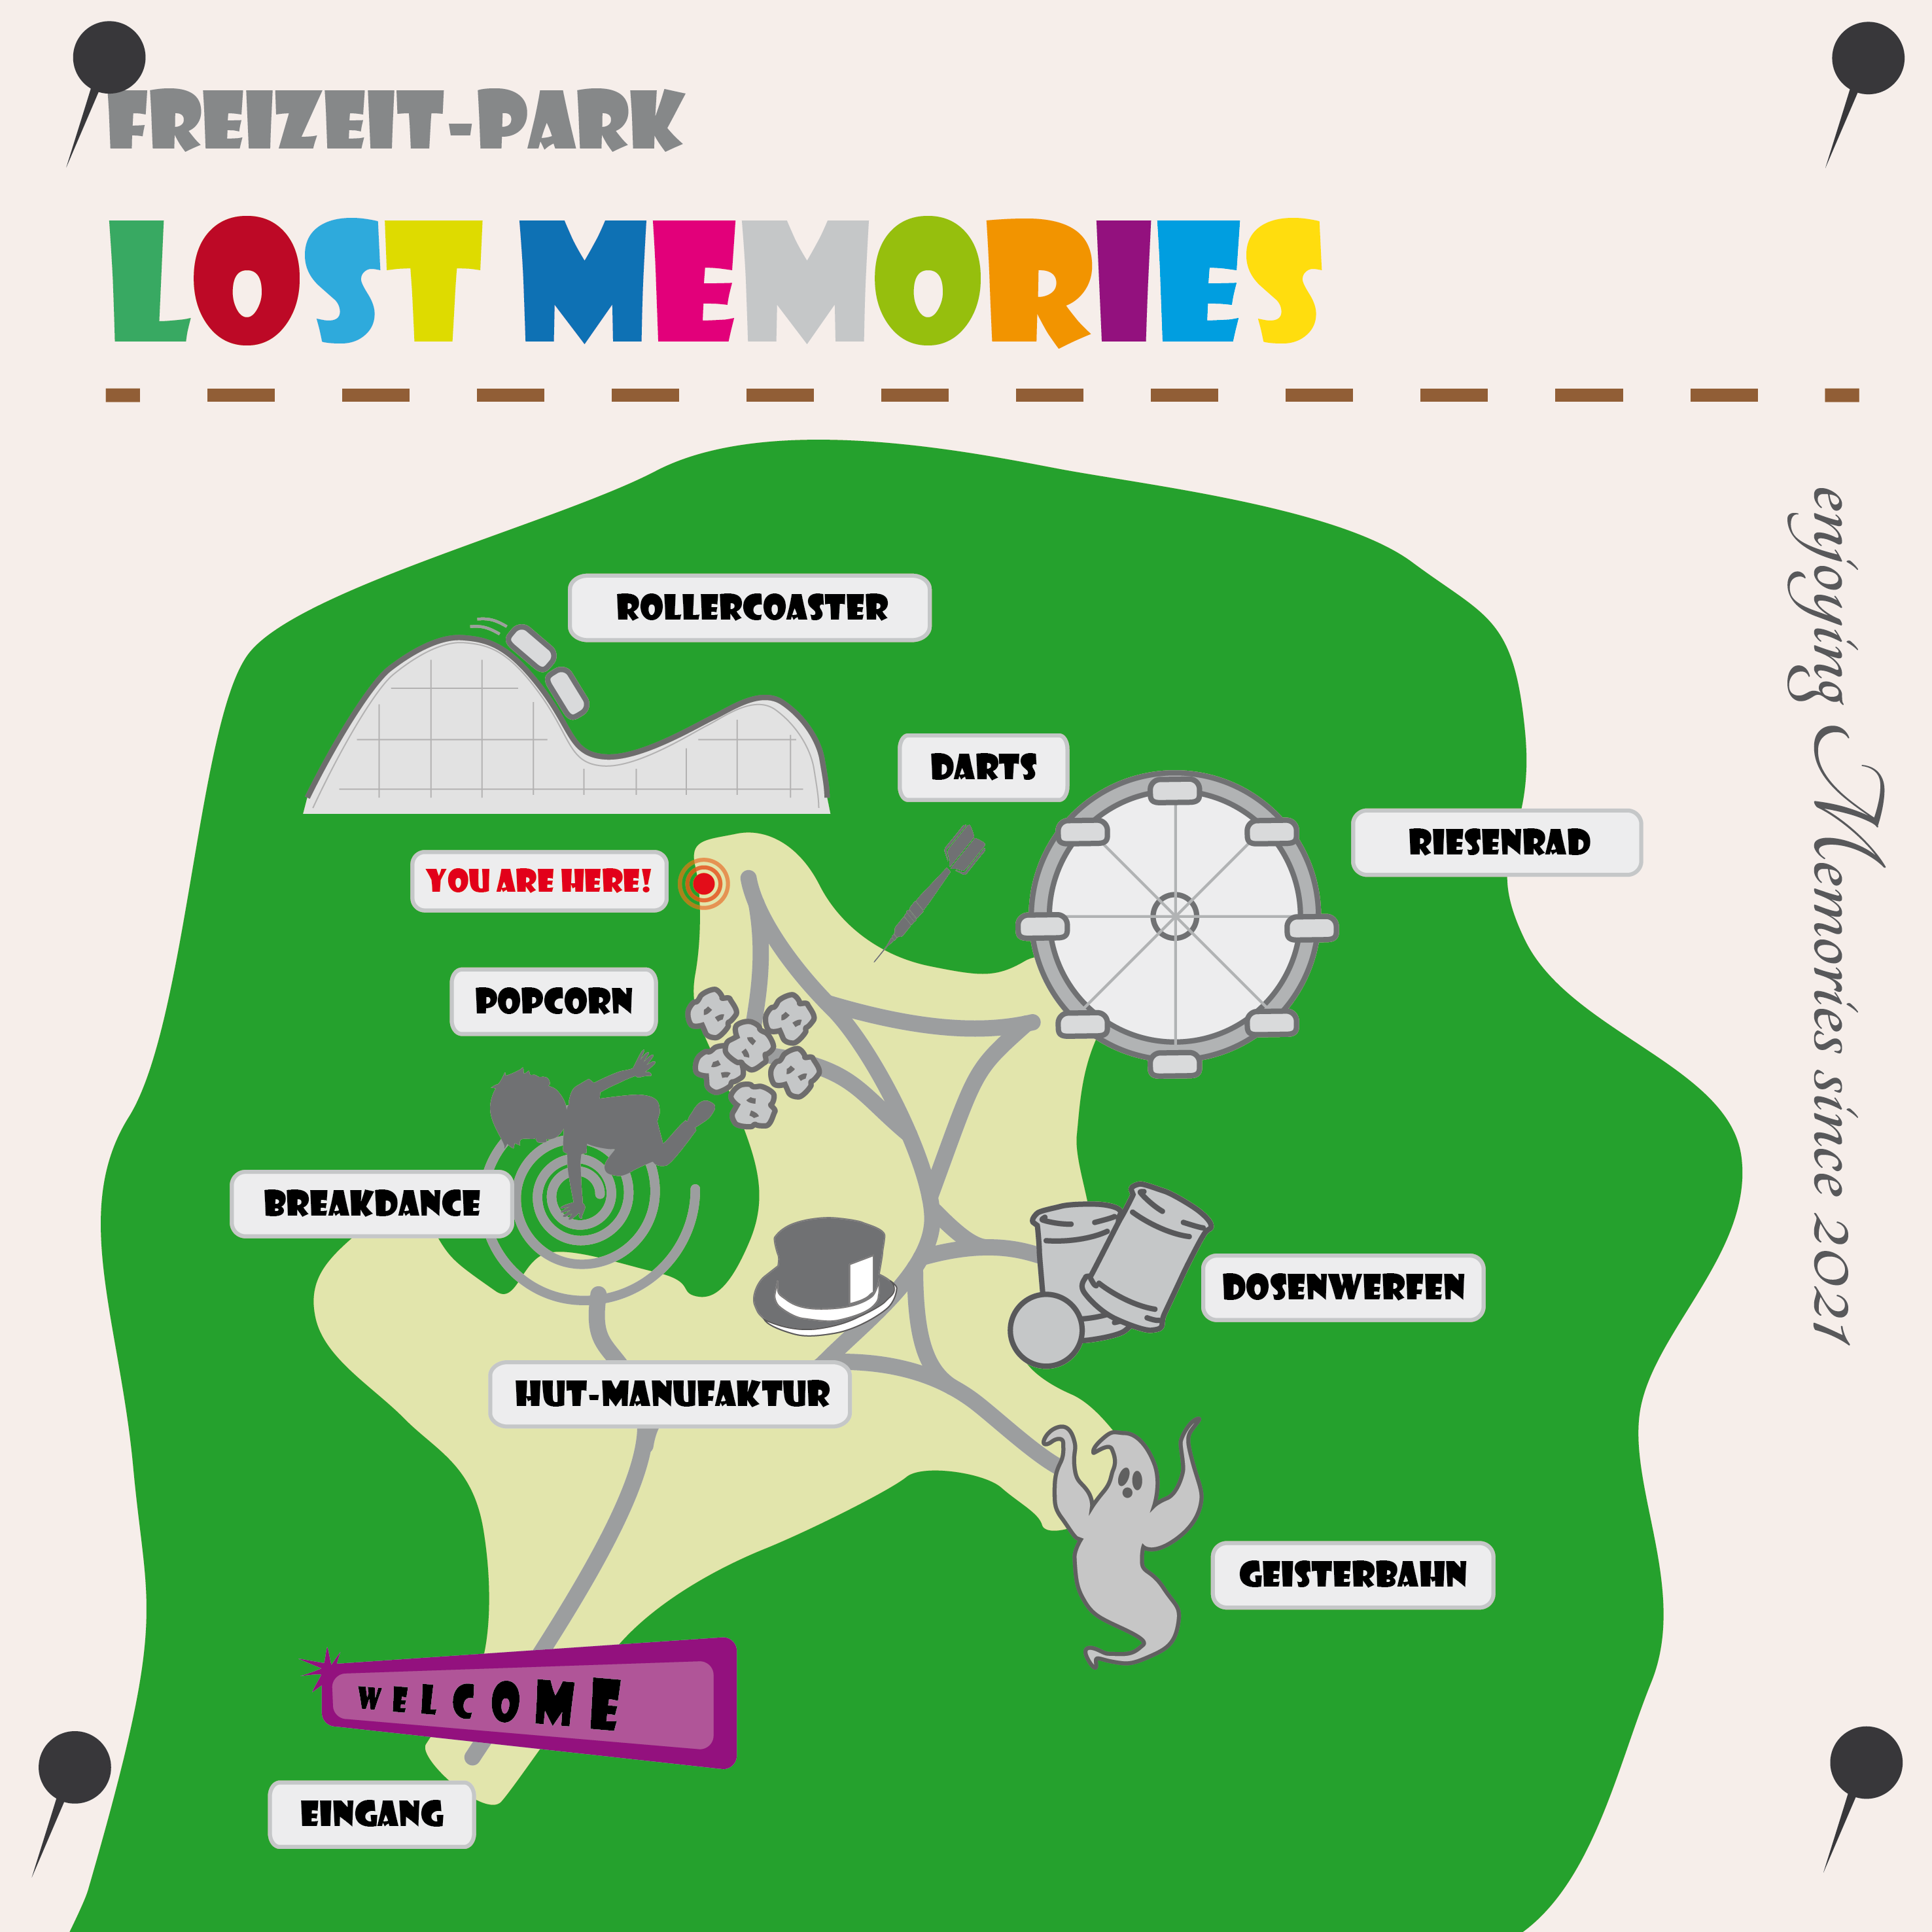 FREIZEIT-PARK
LOST MEMORIES
enjoying Memories since 2021
ROLLERCOASTER
DARTS
RIESENRAD
YOU ARE HERE!
POPCORN
BREAKDANCE
DOSENWERFEN
HUT-MANUFAKTUR
GEISTERBAHN
WELCOME
EINGANG